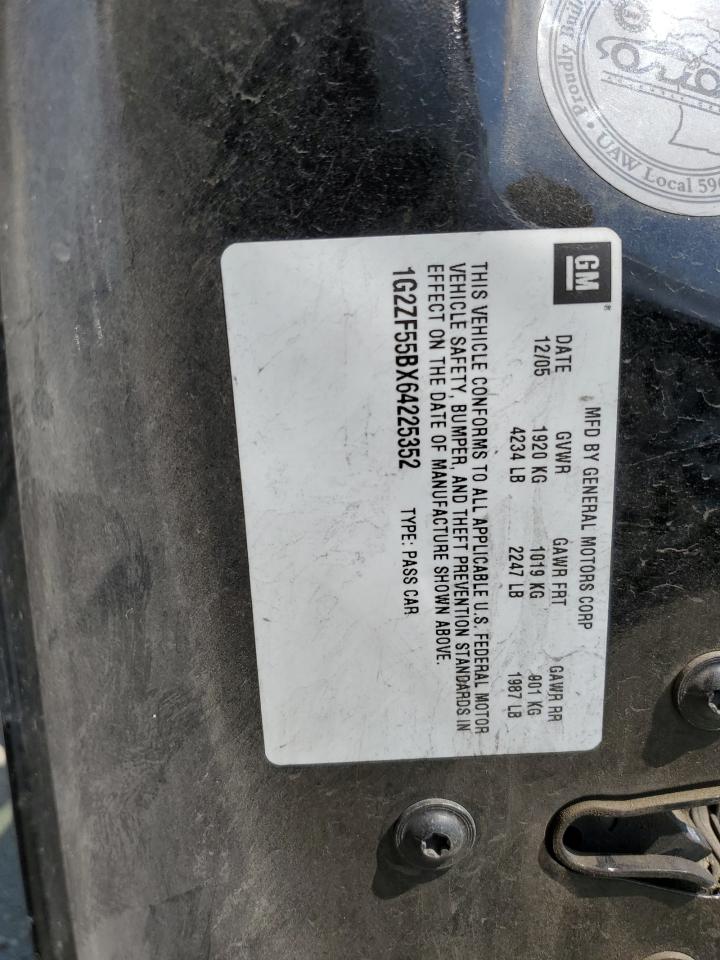 Proudly
UAW Local 59
GM
MFD BY GENERAL MOTORS CORP
DATE GVWR GAWR FRT GAWR RR
12/05 1920 KG 1019 KG 901 KG
4234 LB 2247 LB 1987 LB
THIS VEHICLE CONFORMS TO ALL APPLICABLE U.S. FEDERAL MOTOR
VEHICLE SAFETY, BUMPER, AND THEFT PREVENTION STANDARDS IN
EFFECT ON THE DATE OF MANUFACTURE SHOWN ABOVE.
1G2ZF55BX64225352 TYPE: PASS CAR